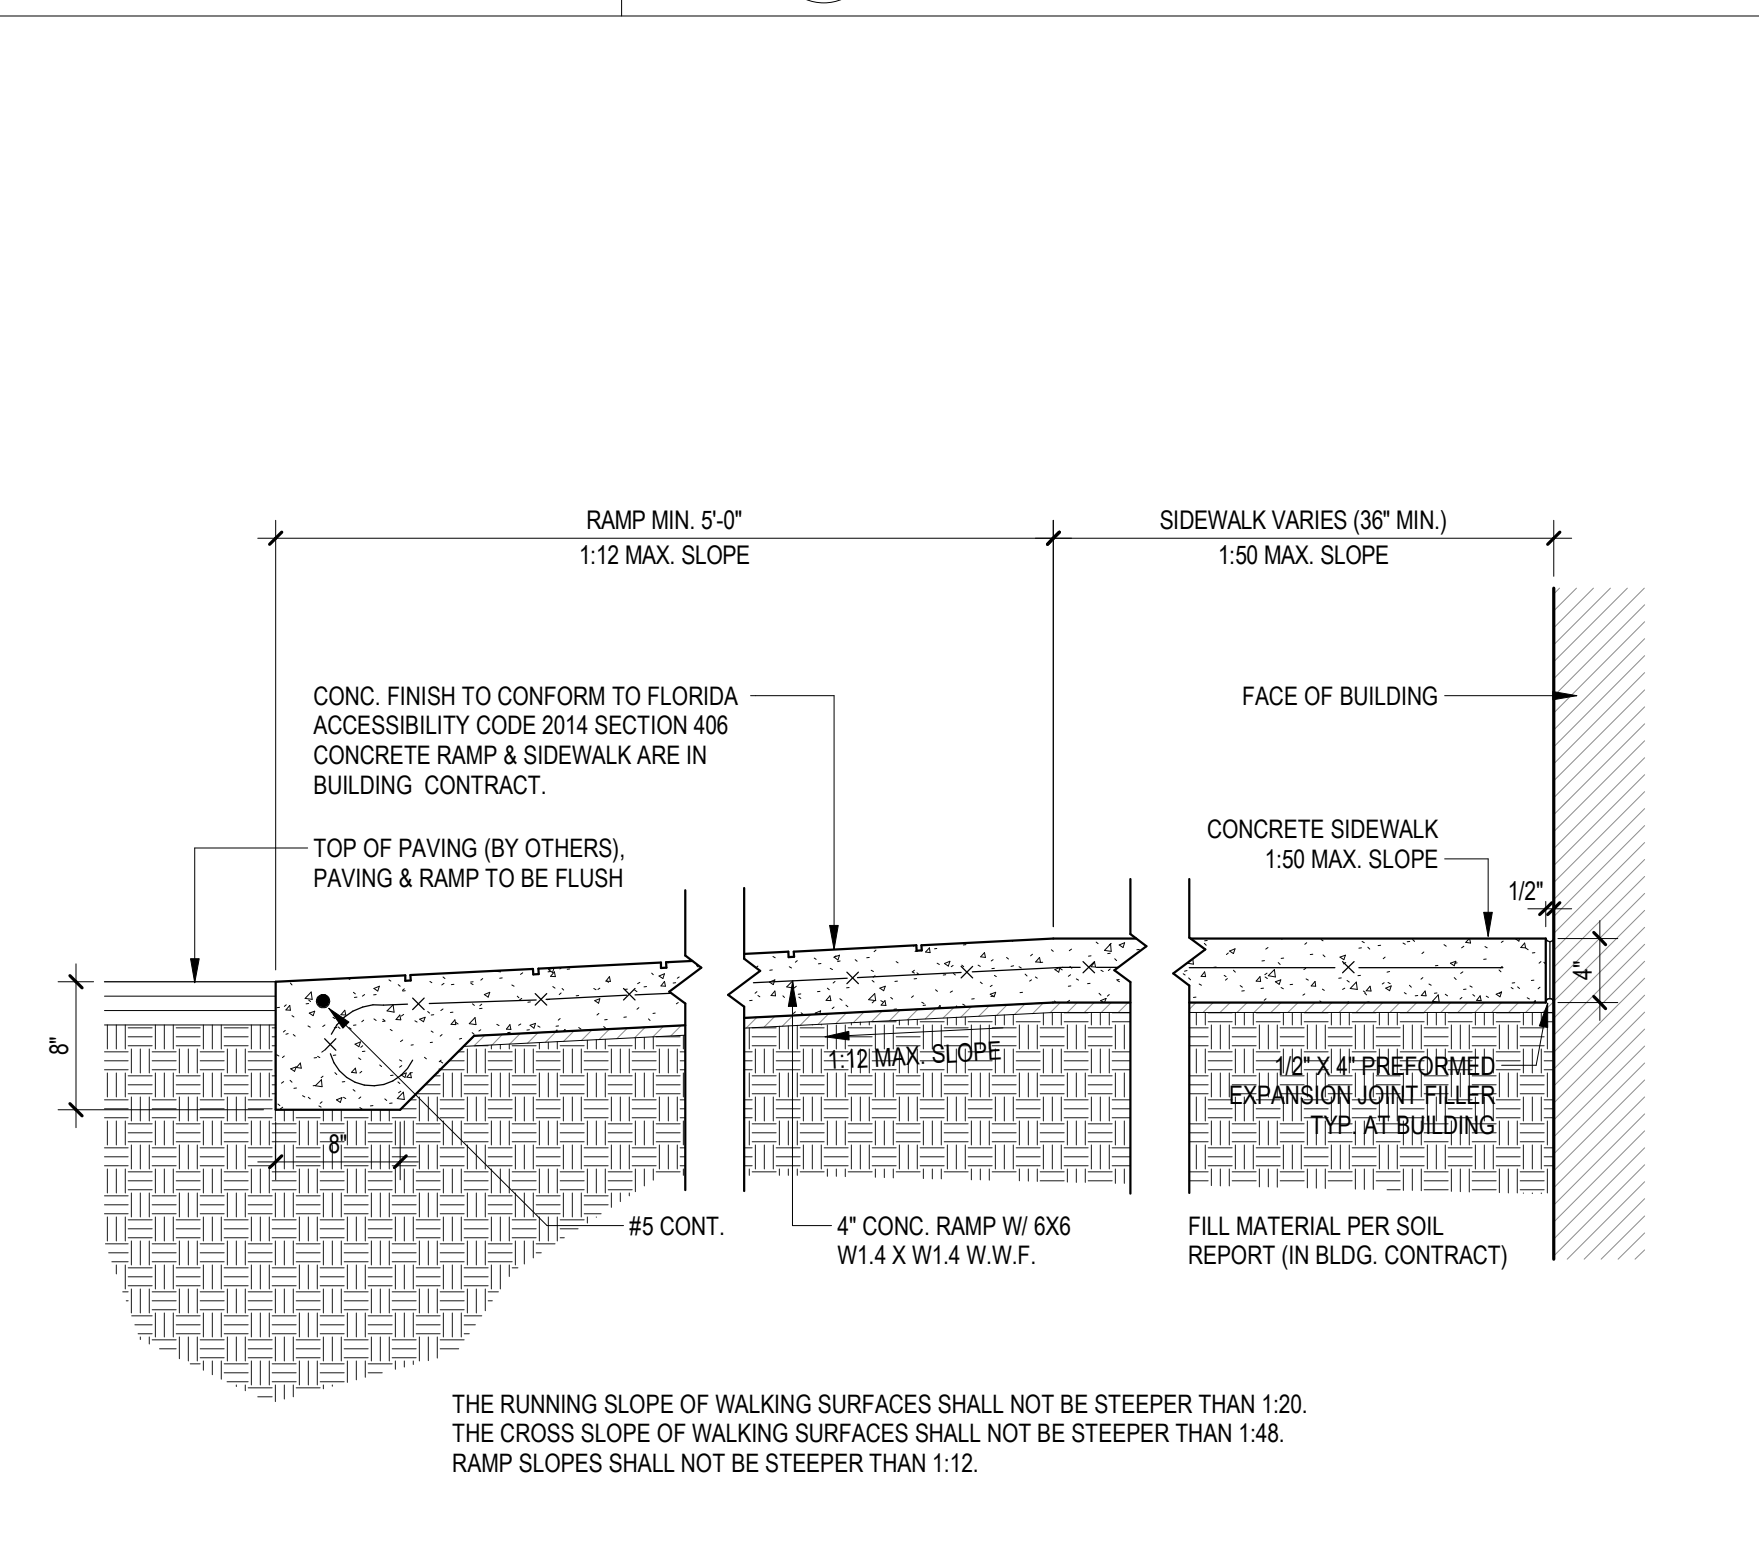 RAMP MIN. 5'-0"
1:12 MAX. SLOPE
SIDEWALK VARIES (36" MIN.)
1:50 MAX. SLOPE
CONC. FINISH TO CONFORM TO FLORIDA
ACCESSIBILITY CODE 2014 SECTION 406
CONCRETE RAMP & SIDEWALK ARE IN
BUILDING CONTRACT.
FACE OF BUILDING
TOP OF PAVING (BY OTHERS),
PAVING & RAMP TO BE FLUSH
CONCRETE SIDEWALK
1:50 MAX. SLOPE
1/2"
4"
8"
1:12 MAX. SLOPE
1/2" X 4" PREFORMED
EXPANSION JOINT FILLER
TYP. AT BUILDING
8"
#5 CONT.
4" CONC. RAMP W/ 6X6
W1.4 X W1.4 W.W.F.
FILL MATERIAL PER SOIL
REPORT (IN BLDG. CONTRACT)
THE RUNNING SLOPE OF WALKING SURFACES SHALL NOT BE STEEPER THAN 1:20.
THE CROSS SLOPE OF WALKING SURFACES SHALL NOT BE STEEPER THAN 1:48.
RAMP SLOPES SHALL NOT BE STEEPER THAN 1:12.